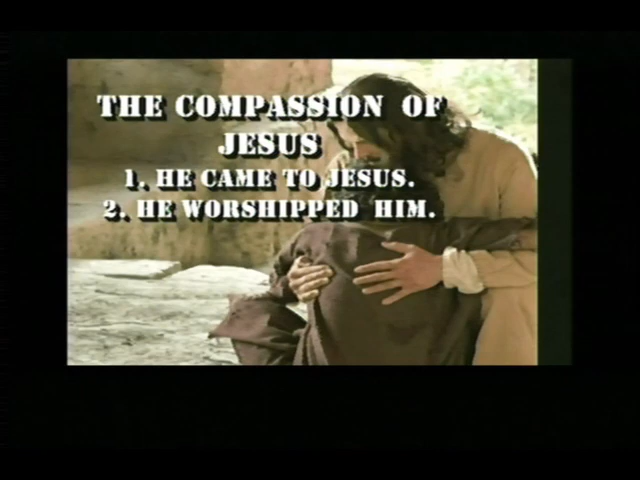 THE COMPASSION OF
JESUS
1. HE CAME TO JESUS.
2. HE WORSHIPPED HIM.